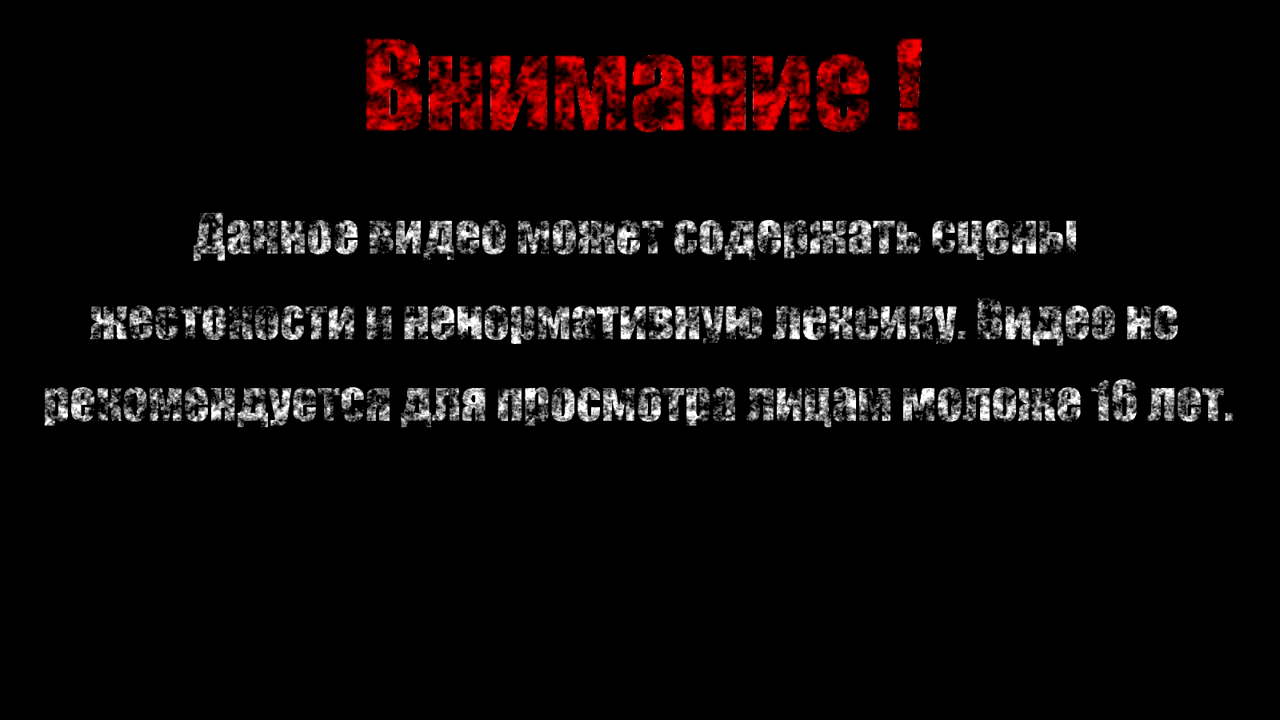 Внимание !
Данное видео может содержать сцены
жестокости и ненормативную лексику. Видео не
рекомендуется для просмотра лицам моложе 16 лет.